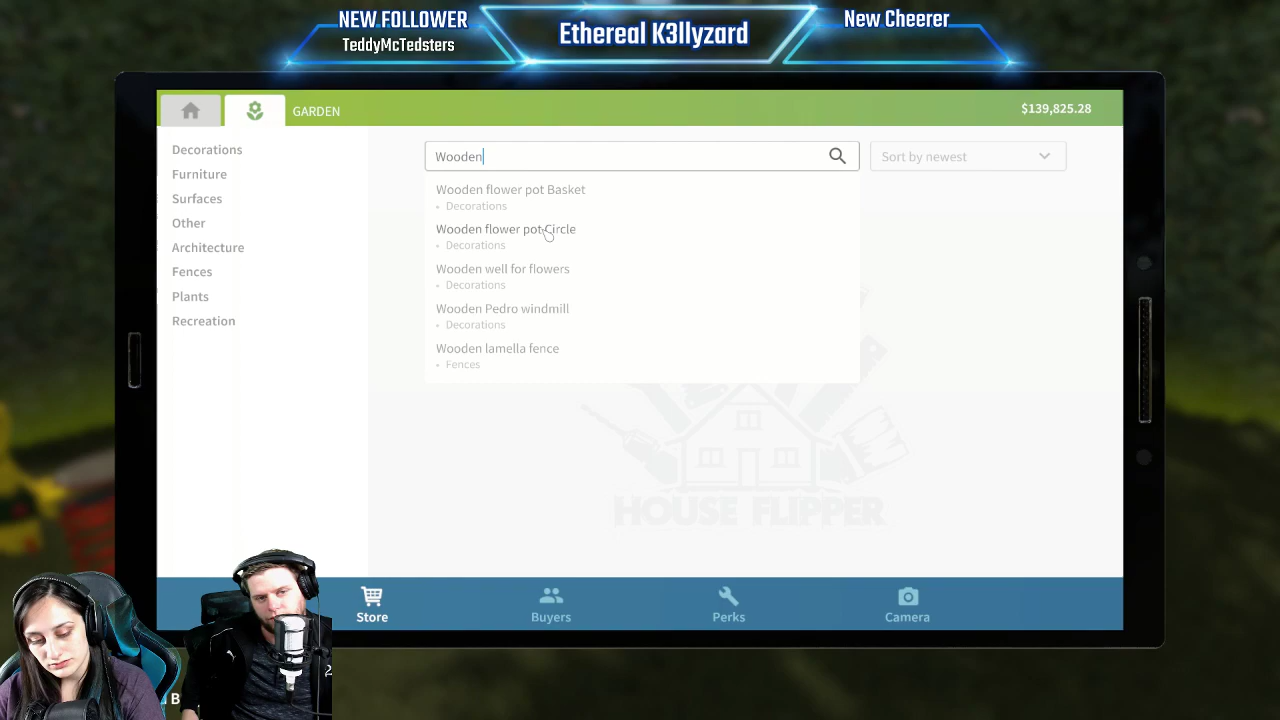 NEW FOLLOWER
TeddyMcTedsters
Ethereal K3llyzard
New Cheerer
GARDEN
$139,825.28
Decorations
Furniture
Surfaces
Other
Architecture
Fences
Plants
Recreation
Wooden
Sort by newest
Wooden flower pot Basket
• Decorations
Wooden flower pot Circle
• Decorations
Wooden well for flowers
• Decorations
Wooden Pedro windmill
• Decorations
Wooden lamella fence
• Fences
HOUSE FLIPPER
Store
Buyers
Perks
Camera
B